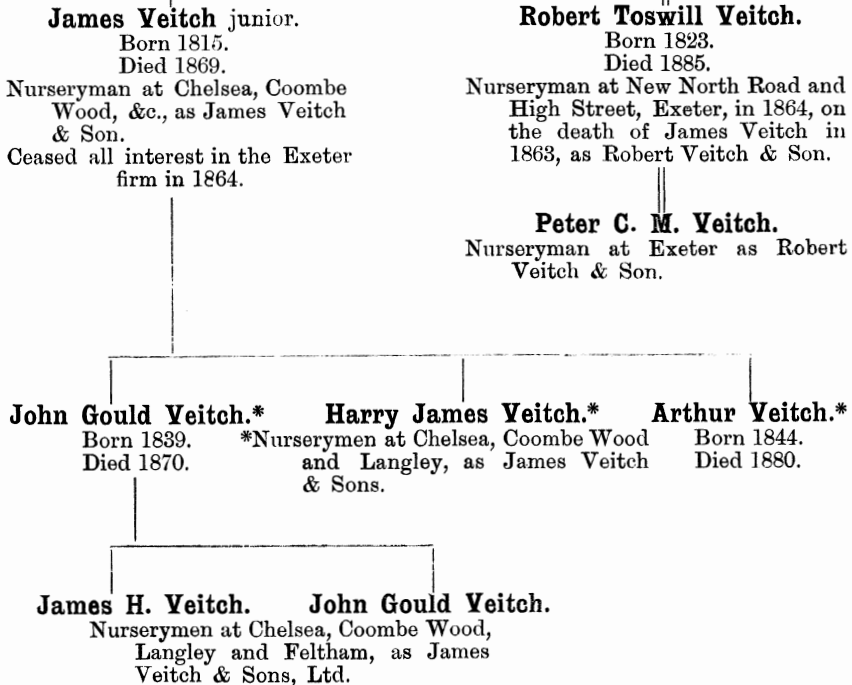 James Veitch junior.
Born 1815.
Died 1869.
Nurseryman at Chelsea, Coombe
Wood, &c., as James Veitch
& Son.
Ceased all interest in the Exeter
firm in 1864.
Robert Toswill Veitch.
Born 1823.
Died 1885.
Nurseryman at New North Road and
High Street, Exeter, in 1864, on
the death of James Veitch in
1863, as Robert Veitch & Son.
Peter C. M. Veitch.
Nurseryman at Exeter as Robert
Veitch & Son.
John Gould Veitch.*
Born 1839.
Died 1870.
Harry James Veitch.*
*Nurserymen at Chelsea, Coombe Wood
and Langley, as James Veitch
& Sons.
Arthur Veitch.*
Born 1844.
Died 1880.
James H. Veitch.
John Gould Veitch.
Nurserymen at Chelsea, Coombe Wood,
Langley and Feltham, as James
Veitch & Sons, Ltd.